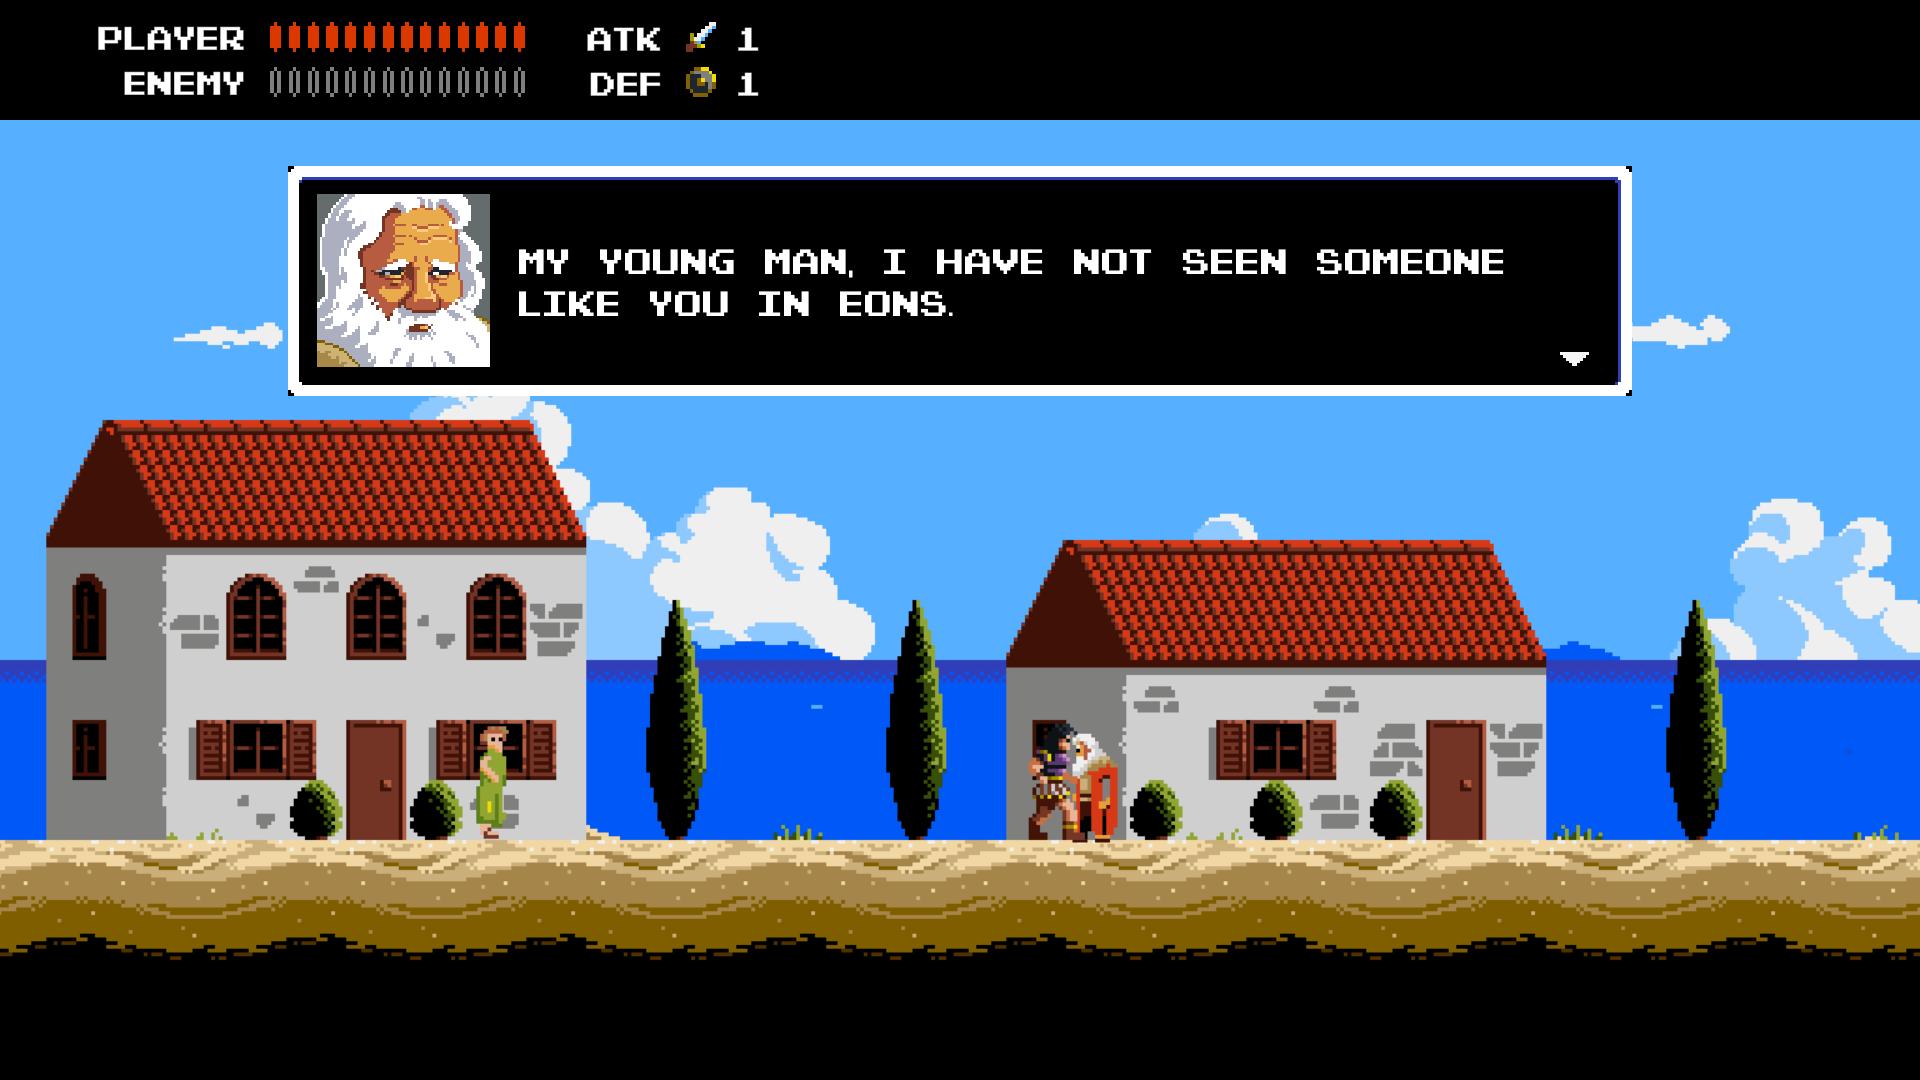 PLAYER ATK 1
ENEMY DEF 1
MY YOUNG MAN, I HAVE NOT SEEN SOMEONE
LIKE YOU IN EONS.